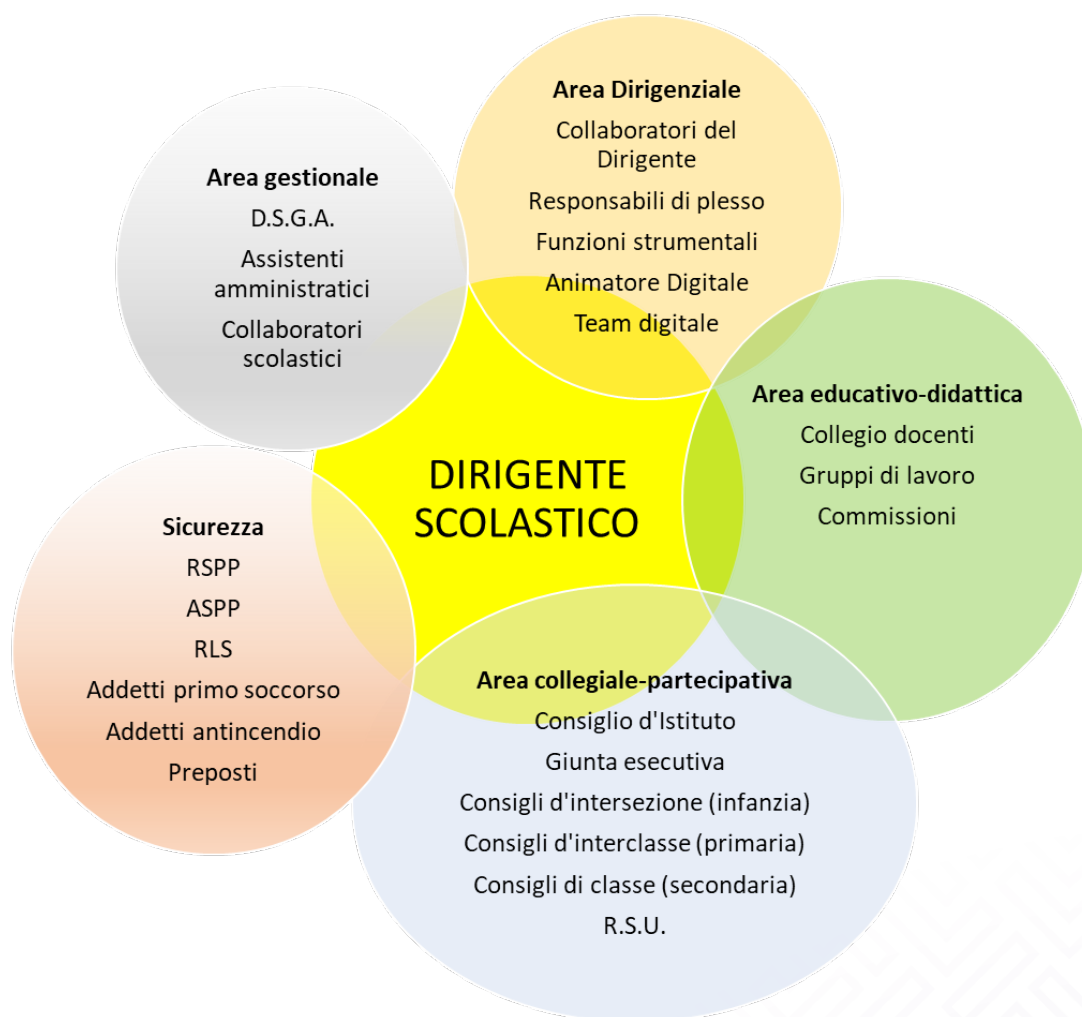 Area Dirigenziale
Collaboratori del
Dirigente
Responsabili di plesso
Funzioni strumentali
Animatore Digitale
Team digitale
Area gestionale
D.S.G.A.
Assistenti
amministratici
Collaboratori
scolastici
Area educativo-didattica
Collegio docenti
Gruppi di lavoro
Commissioni
DIRIGENTE
SCOLASTICO
Sicurezza
RSPP
ASPP
RLS
Addetti primo soccorso
Addetti antincendio
Preposti
Area collegiale-partecipativa
Consiglio d'Istituto
Giunta esecutiva
Consigli d'intersezione (infanzia)
Consigli d'interclasse (primaria)
Consigli di classe (secondaria)
R.S.U.